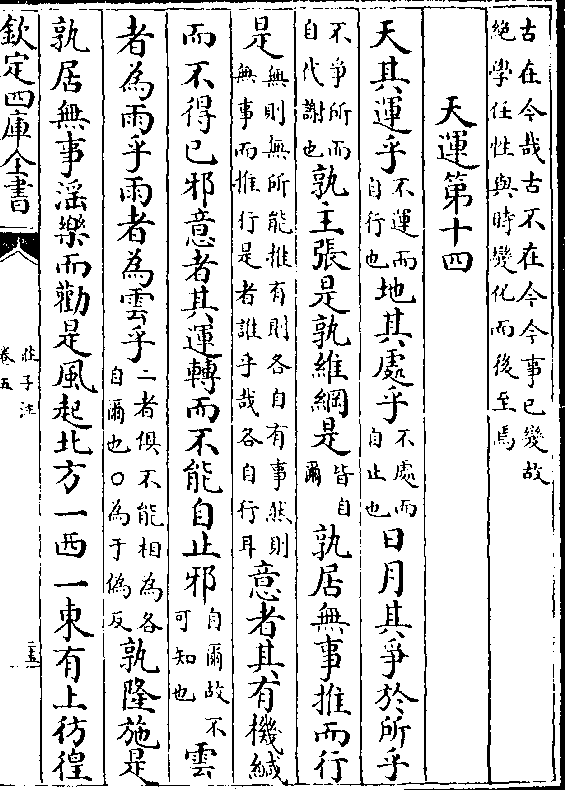 古在今哉古不在今今事已變故
絶學任性與時變化而後至焉
天運第十四
天其運乎不運而自行也地其處乎不處而自止也日月其爭於所乎
不爭所而自代謝也孰主張是孰維綱是皆自爾孰居無事推而行
是無則無所能推有則各自有事然則無事而推行是者誰乎哉各自行耳意者其有機緘
而不得已邪意者其運轉而不能自止邪自爾故不可知也雲
者為雨乎雨者為雲乎二者俱不能相為各自爾也○為于偽反孰隆施是
孰居無事滛樂而勸是風起北方一西一東有上彷徨
欽定四庫全書
莊子注
卷五